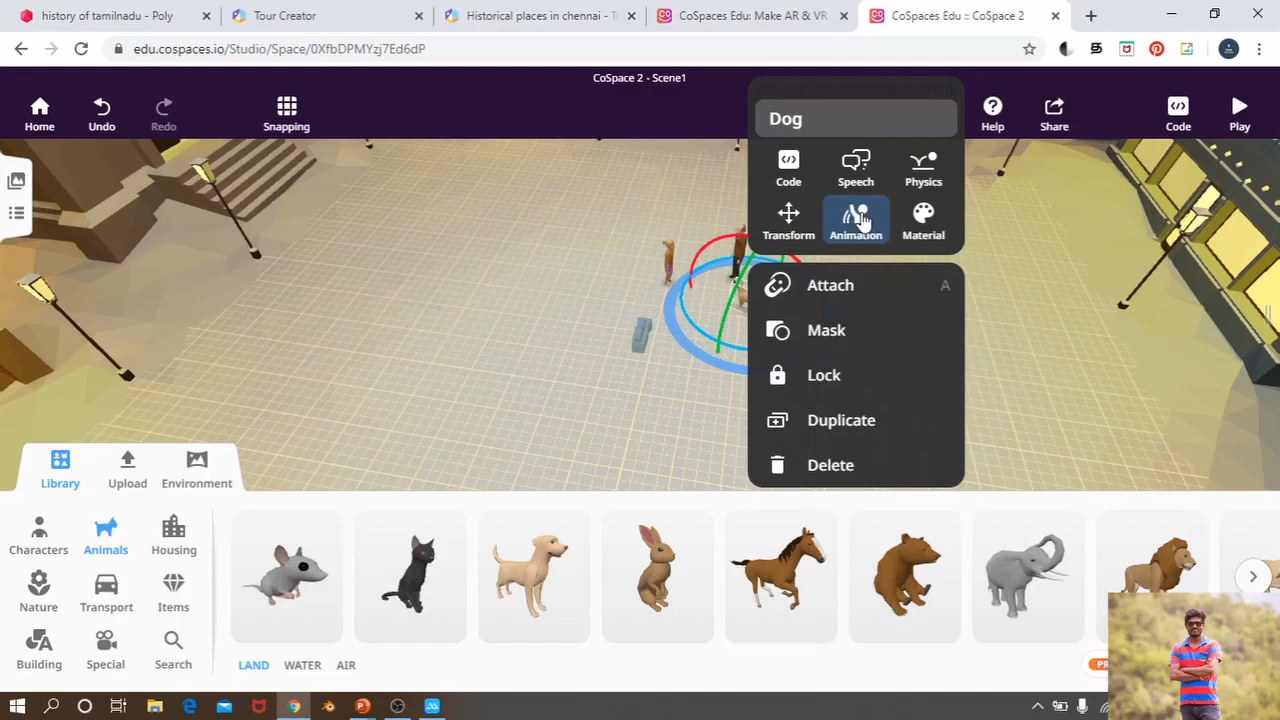 history of tamilnadu - Poly
Tour Creator
Historical places in chennai - T
CoSpaces Edu: Make AR & VR
CoSpaces Edu :: CoSpace 2
edu.cospaces.io/Studio/Space/0XfbDPMYzj7Ed6dP
CoSpace 2 - Scene1
Home
Undo
Redo
Snapping
Help
Share
Code
Play
Dog
Code
Speech
Physics
Transform
Animation
Material
Attach A
Mask
Lock
Duplicate
Delete
Library
Upload
Environment
Characters
Animals
Housing
Nature
Transport
Items
Building
Special
Search
LAND WATER AIR